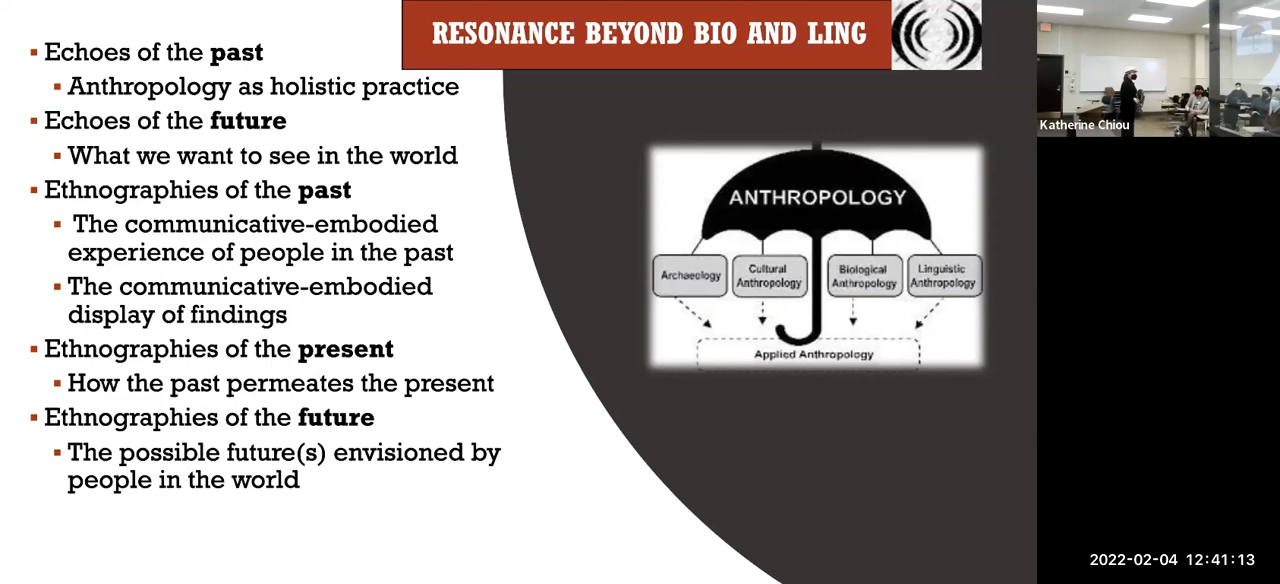 RESONANCE BEYOND BIO AND LING
▪ Echoes of the past
▪ Anthropology as holistic practice
▪ Echoes of the future
▪ What we want to see in the world
▪ Ethnographies of the past
▪ The communicative-embodied
experience of people in the past
▪ The communicative-embodied
display of findings
▪ Ethnographies of the present
▪ How the past permeates the present
▪ Ethnographies of the future
▪ The possible future(s) envisioned by
people in the world
ANTHROPOLOGY
Archaeology
Cultural
Anthropology
Biological
Anthropology
Linguistic
Anthropology
Applied Anthropology
Katherine Chiou
2022-02-04 12:41:13